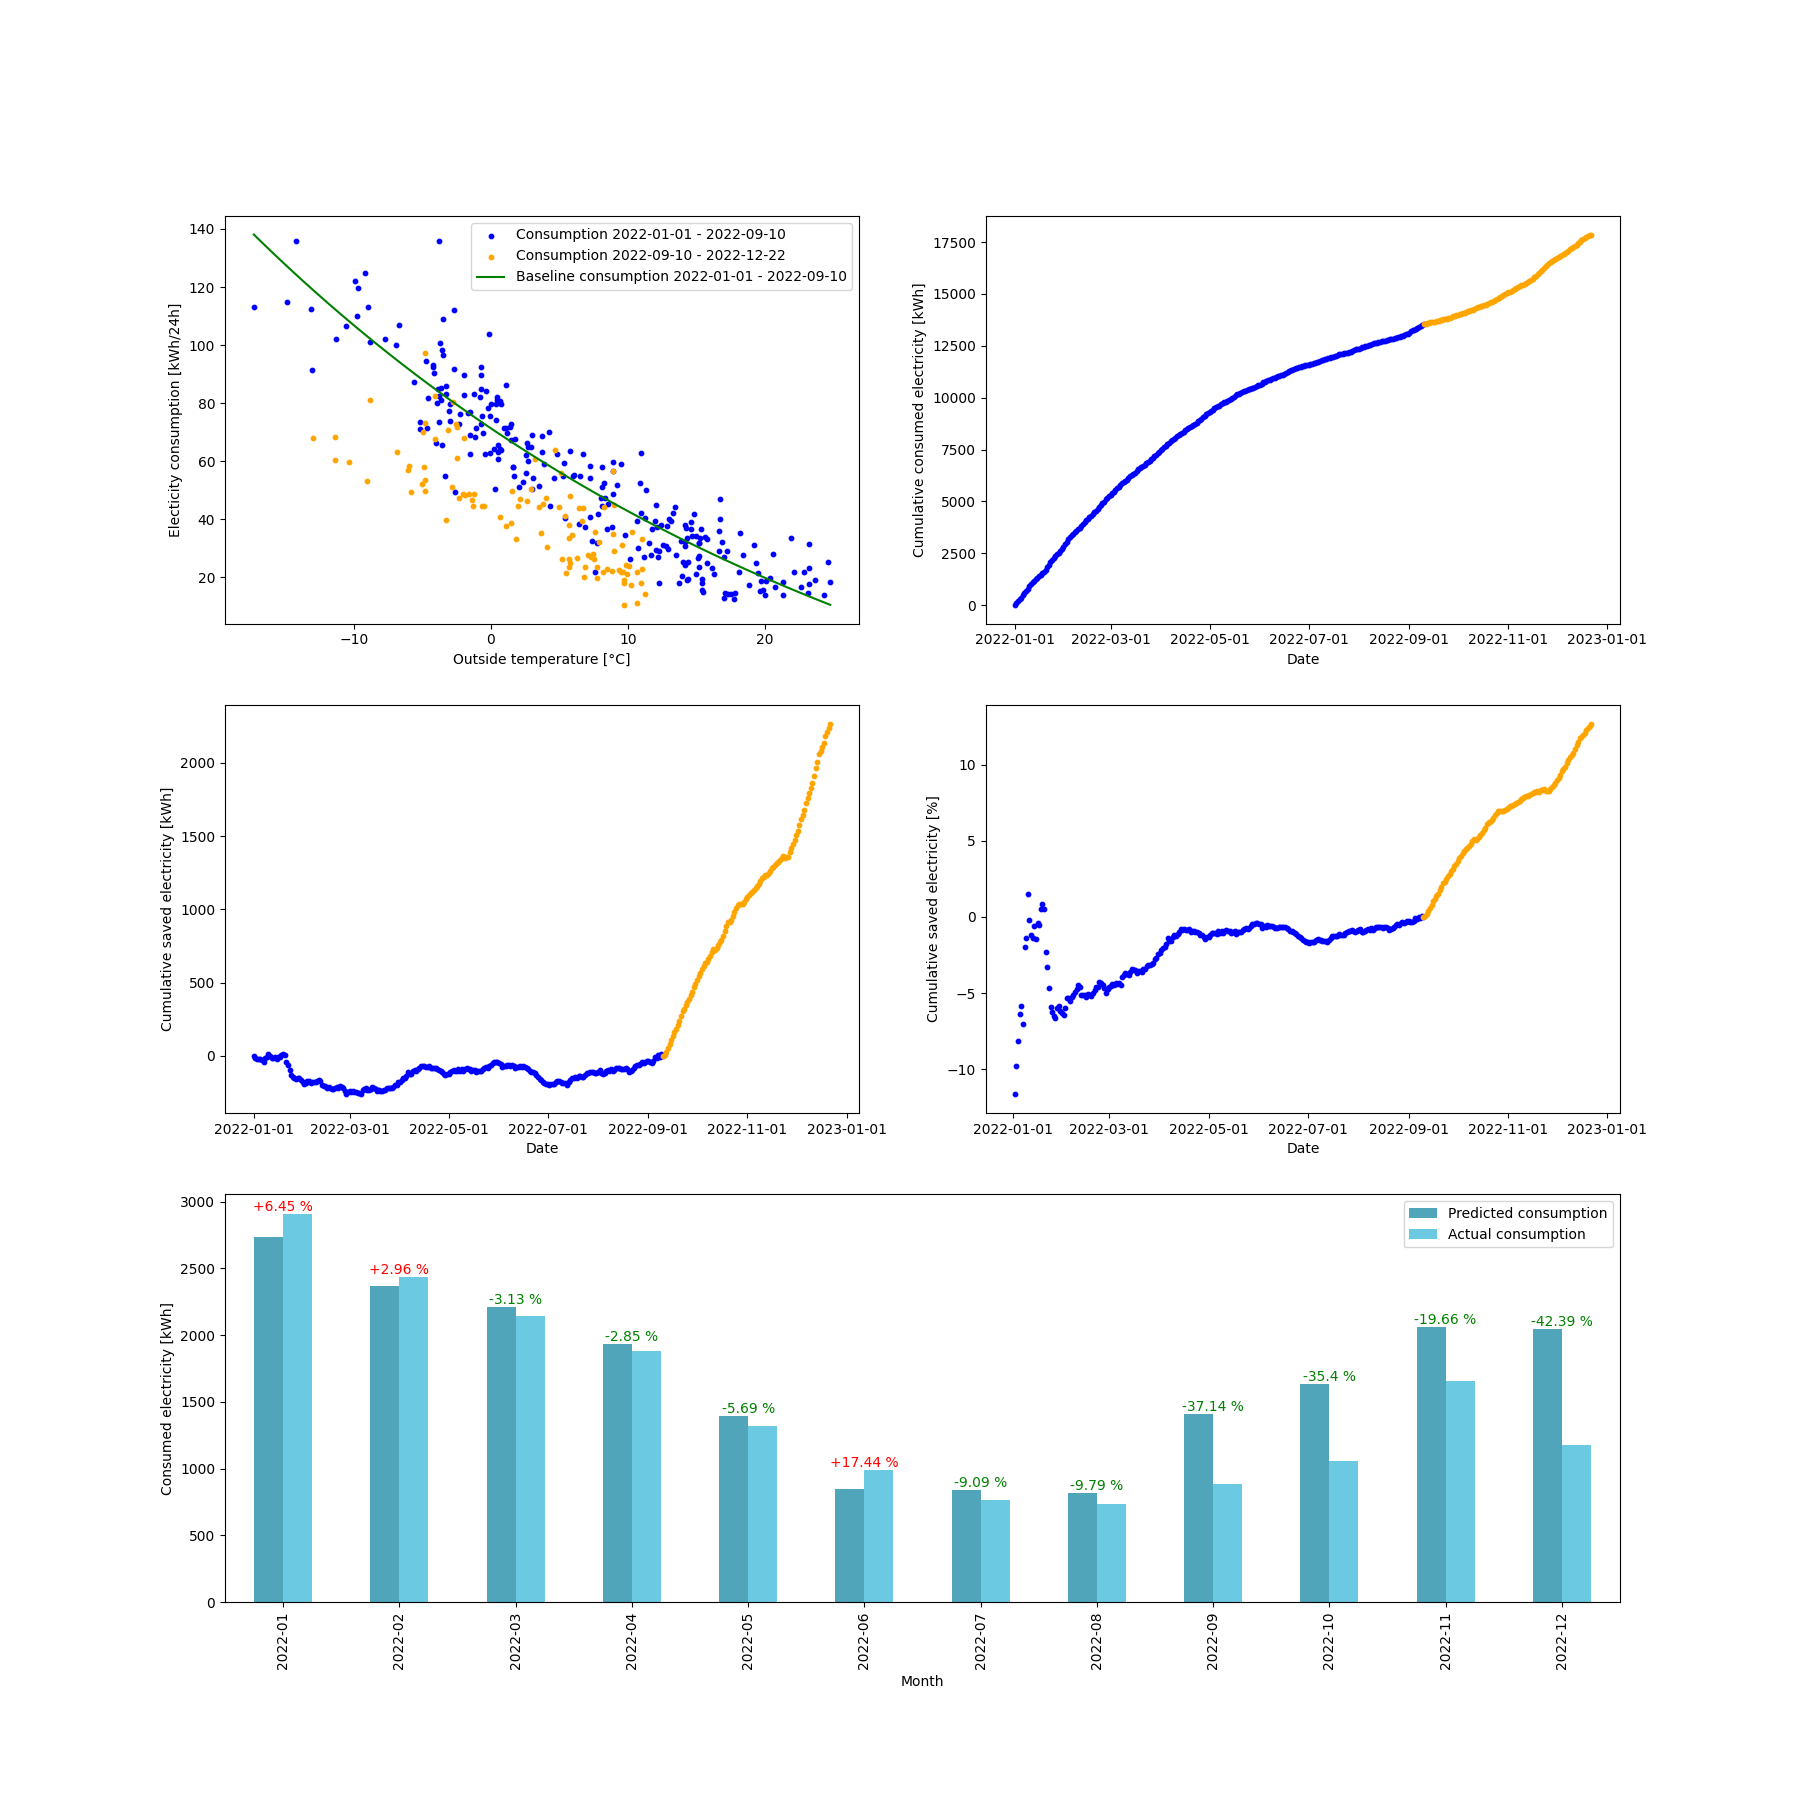 Electicity consumption [kWh/24h]
140
120
100
80
60
40
20
Consumption 2022-01-01 - 2022-09-10
Consumption 2022-09-10 - 2022-12-22
Baseline consumption 2022-01-01 - 2022-09-10
−10 0 10 20
Outside temperature [°C]
Cumulative consumed electricity [kWh]
17500
15000
12500
10000
7500
5000
2500
0
2022-01-01 2022-03-01 2022-05-01 2022-07-01 2022-09-01 2022-11-01 2023-01-01
Date
Cumulative saved electricity [kWh]
2000
1500
1000
500
0
2022-01-01 2022-03-01 2022-05-01 2022-07-01 2022-09-01 2022-11-01 2023-01-01
Date
Cumulative saved electricity [%]
10
5
0
−5
−10
2022-01-01 2022-03-01 2022-05-01 2022-07-01 2022-09-01 2022-11-01 2023-01-01
Date
Consumed electricity [kWh]
3000
2500
2000
1500
1000
500
0
+6.45 %
+2.96 %
-3.13 %
-2.85 %
-5.69 %
+17.44 %
-9.09 %
-9.79 %
-37.14 %
-35.4 %
-19.66 %
-42.39 %
Predicted consumption
Actual consumption
2022-01
2022-02
2022-03
2022-04
2022-05
2022-06
2022-07
2022-08
2022-09
2022-10
2022-11
2022-12
Month